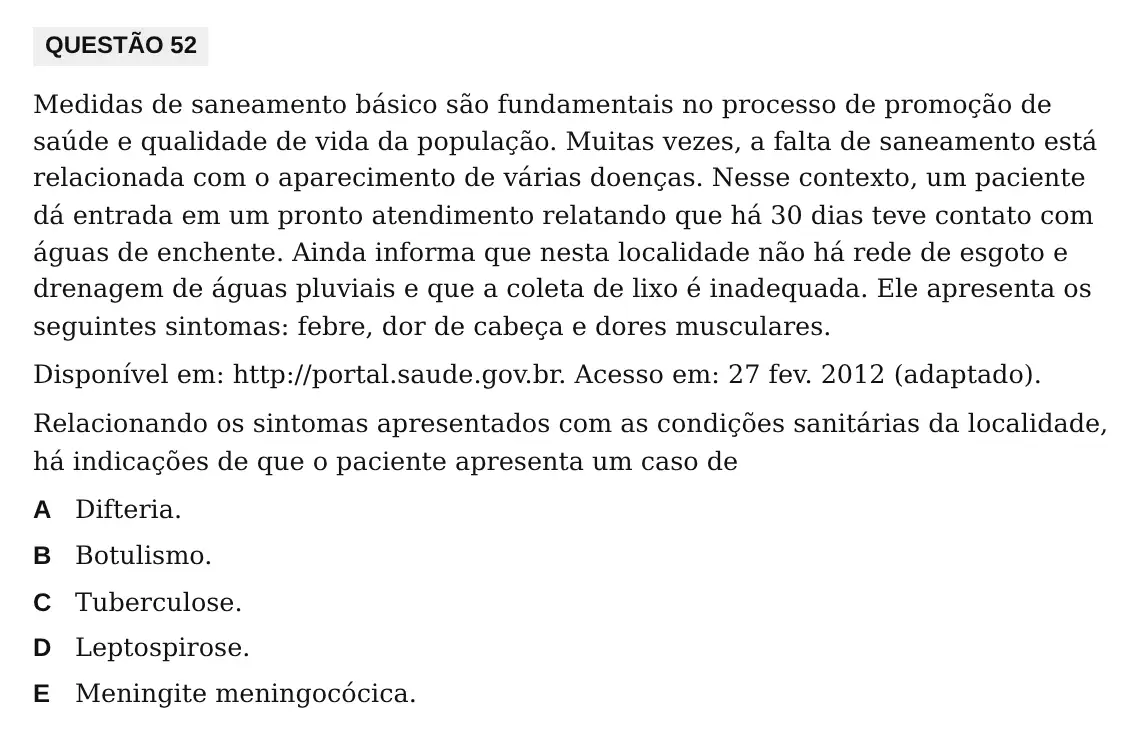 QUESTÃO 52
Medidas de saneamento básico são fundamentais no processo de promoção de
saúde e qualidade de vida da população. Muitas vezes, a falta de saneamento está
relacionada com o aparecimento de várias doenças. Nesse contexto, um paciente
dá entrada em um pronto atendimento relatando que há 30 dias teve contato com
águas de enchente. Ainda informa que nesta localidade não há rede de esgoto e
drenagem de águas pluviais e que a coleta de lixo é inadequada. Ele apresenta os
seguintes sintomas: febre, dor de cabeça e dores musculares.
Disponível em: http://portal.saude.gov.br. Acesso em: 27 fev. 2012 (adaptado).
Relacionando os sintomas apresentados com as condições sanitárias da localidade,
há indicações de que o paciente apresenta um caso de
A Difteria.
B Botulismo.
C Tuberculose.
D Leptospirose.
E Meningite meningocócica.